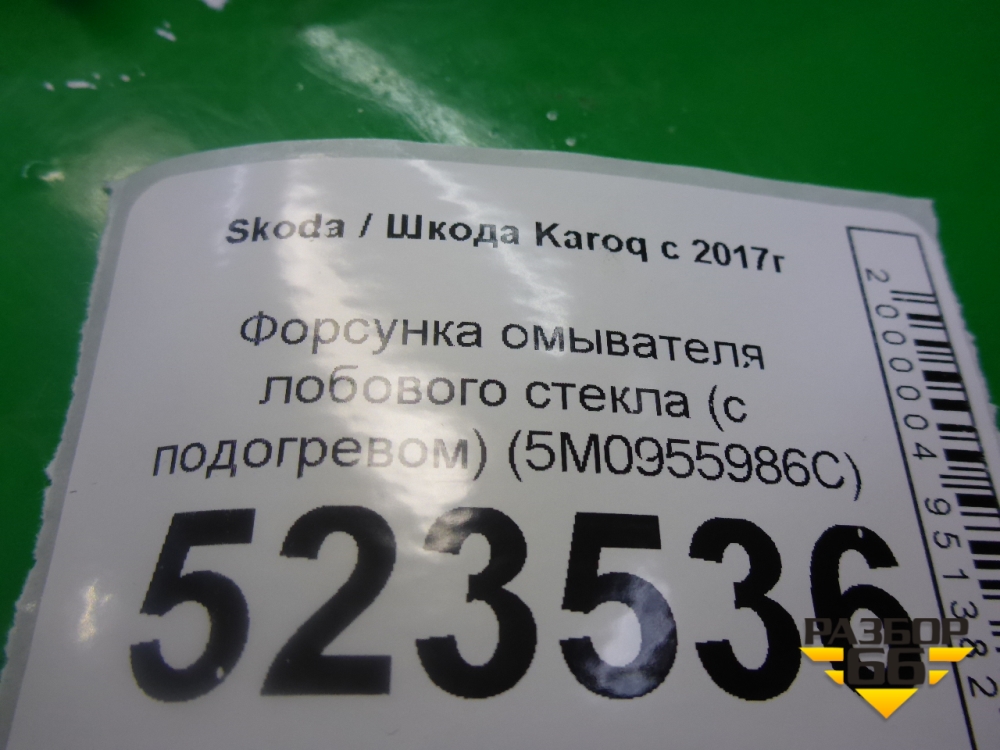 Skoda / Шкода Karoq с 2017г
Форсунка омывателя
лобового стекла (с
подогревом) (5M0955986C)
523536
2000004951382
РАЗБОР
66